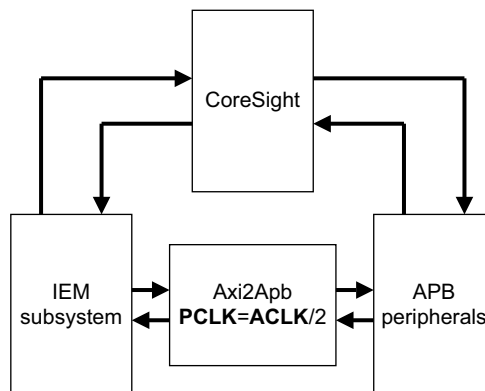 CoreSight
IEM
subsystem
Axi2Apb
PCLK=ACLK/2
APB
peripherals